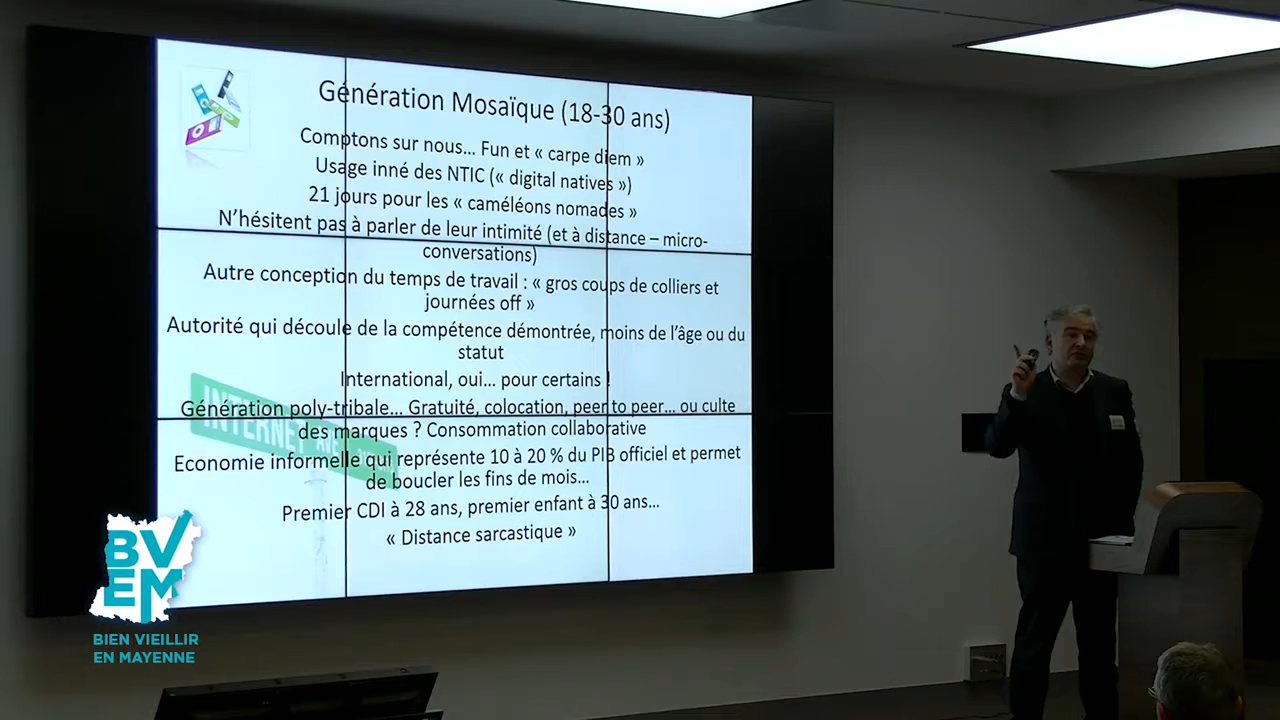 Génération Mosaïque (18-30 ans)
Comptons sur nous... Fun et « carpe diem »
Usage inné des NTIC (« digital natives »)
21 jours pour les « caméléons nomades »
N'hésitent pas à parler de leur intimité (et à distance – micro-
conversations)
Autre conception du temps de travail : « gros coups de colliers et
journées off »
Autorité qui découle de la compétence démontrée, moins de l'âge ou du
statut
International, oui... pour certains !
Génération poly-tribale... Gratuité, colocation, peer to peer... ou culte
des marques ? Consommation collaborative
Economie informelle qui représente 10 à 20 % du PIB officiel et permet
de boucler les fins de mois...
Premier CDI à 28 ans, premier enfant à 30 ans...
« Distance sarcastique »
INTERNET
BV
EM
BIEN VIEILLIR
EN MAYENNE